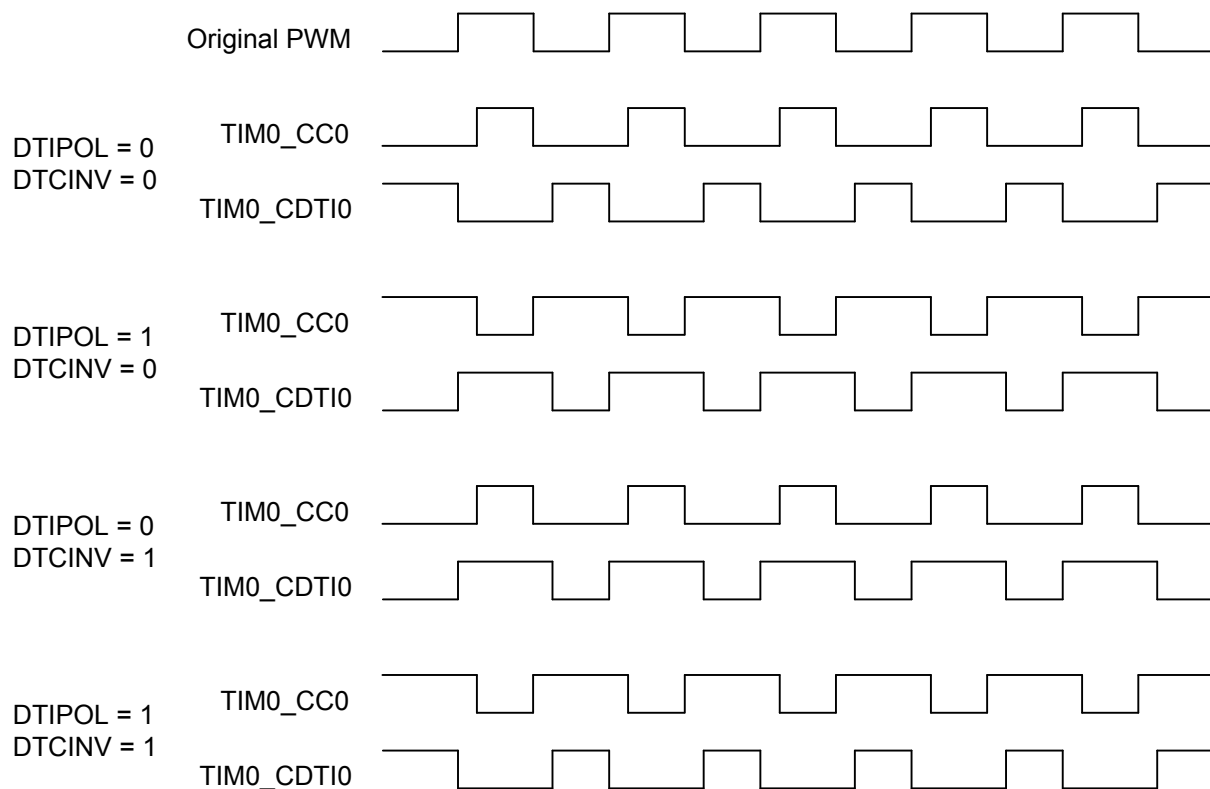 Original PWM
DTIPOL = 0
DTCINV = 0
TIM0_CC0
TIM0_CDTI0
DTIPOL = 1
DTCINV = 0
TIM0_CC0
TIM0_CDTI0
DTIPOL = 0
DTCINV = 1
TIM0_CC0
TIM0_CDTI0
DTIPOL = 1
DTCINV = 1
TIM0_CC0
TIM0_CDTI0